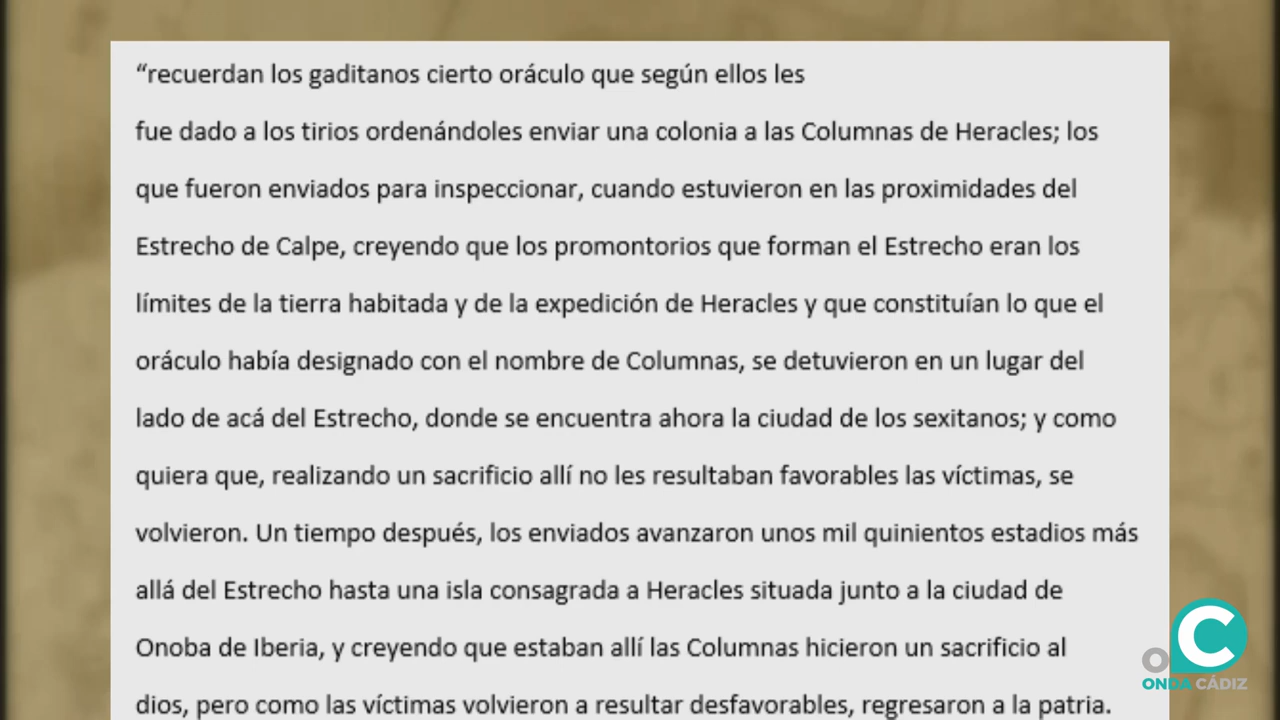 “recuerdan los gaditanos cierto oráculo que según ellos les
fue dado a los tirios ordenándoles enviar una colonia a las Columnas de Heracles; los
que fueron enviados para inspeccionar, cuando estuvieron en las proximidades del
Estrecho de Calpe, creyendo que los promontorios que forman el Estrecho eran los
límites de la tierra habitada y de la expedición de Heracles y que constituían lo que el
oráculo había designado con el nombre de Columnas, se detuvieron en un lugar del
lado de acá del Estrecho, donde se encuentra ahora la ciudad de los sexitanos; y como
quiera que, realizando un sacrificio allí no les resultaban favorables las víctimas, se
volvieron. Un tiempo después, los enviados avanzaron unos mil quinientos estadios más
allá del Estrecho hasta una isla consagrada a Heracles situada junto a la ciudad de
Onoba de Iberia, y creyendo que estaban allí las Columnas hicieron un sacrificio al
dios, pero como las víctimas volvieron a resultar desfavorables, regresaron a la patria.
O C
ONDA CÁDIZ